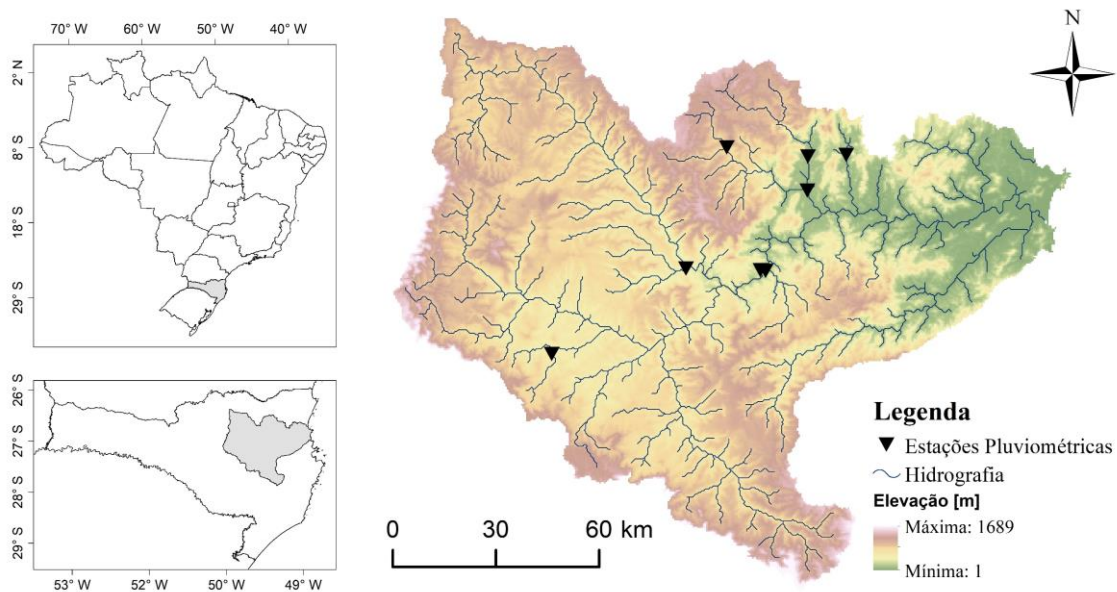 70° W 60° W 50° W 40° W
2° N
8°S
18°S
29°S
26° S
27° S
28° S
29° S
53° W 52° W 50° W 49° W
N
0 30 60 km
Legenda
Estações Pluviométricas
Hidrografia
Elevação [m]
Máxima: 1689
Mínima: 1